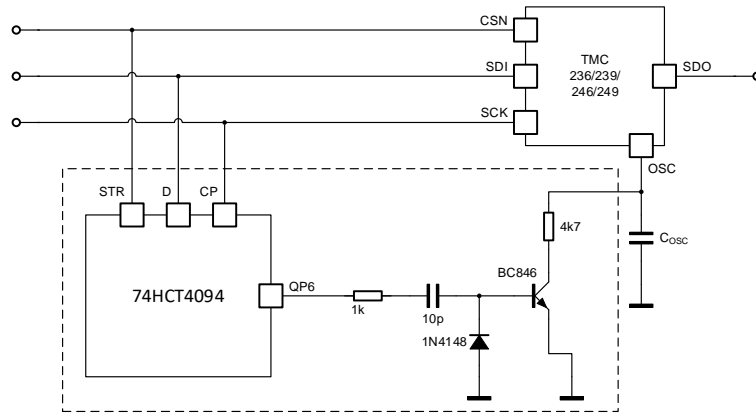 CSN
TMC
236/239/
246/249
SDI
SDO
SCK
OSC
STR
D
CP
4k7
COSC
74HCT4094
QP6
BC846
1k
10p
1N4148